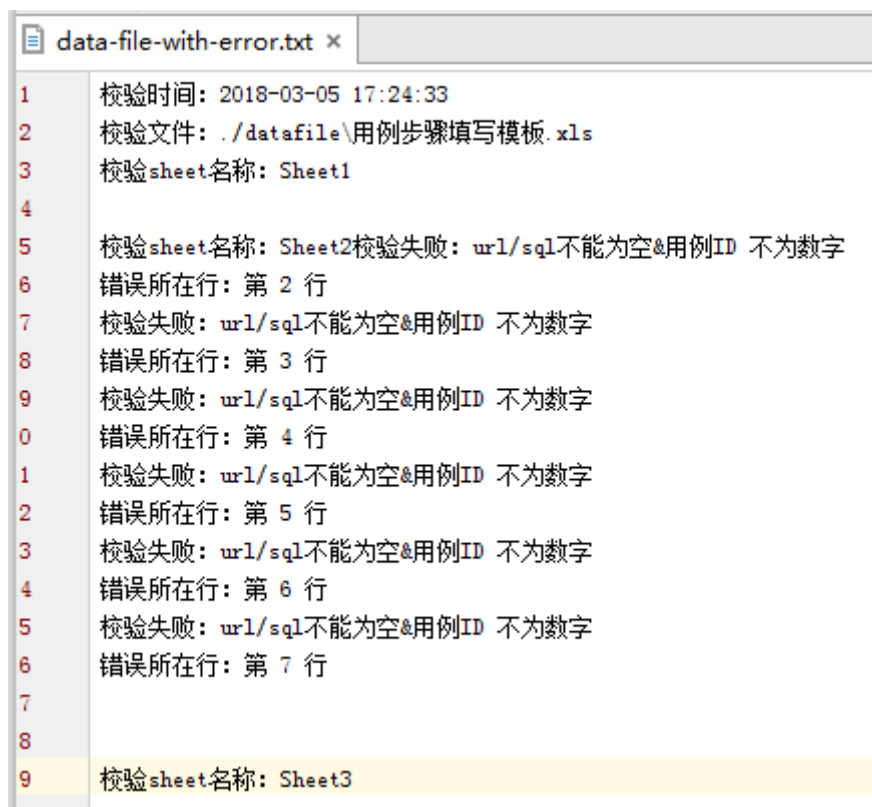 data-file-with-error.txt ×
1 校验时间：2018-03-05 17:24:33
2 校验文件：./datafile\用例步骤填写模板.xls
3 校验sheet名称：Sheet1
4
5 校验sheet名称：Sheet2校验失败：url/sql不能为空&用例ID 不为数字
6 错误所在行：第 2 行
7 校验失败：url/sql不能为空&用例ID 不为数字
8 错误所在行：第 3 行
9 校验失败：url/sql不能为空&用例ID 不为数字
0 错误所在行：第 4 行
1 校验失败：url/sql不能为空&用例ID 不为数字
2 错误所在行：第 5 行
3 校验失败：url/sql不能为空&用例ID 不为数字
4 错误所在行：第 6 行
5 校验失败：url/sql不能为空&用例ID 不为数字
6 错误所在行：第 7 行
7
8
9 校验sheet名称：Sheet3